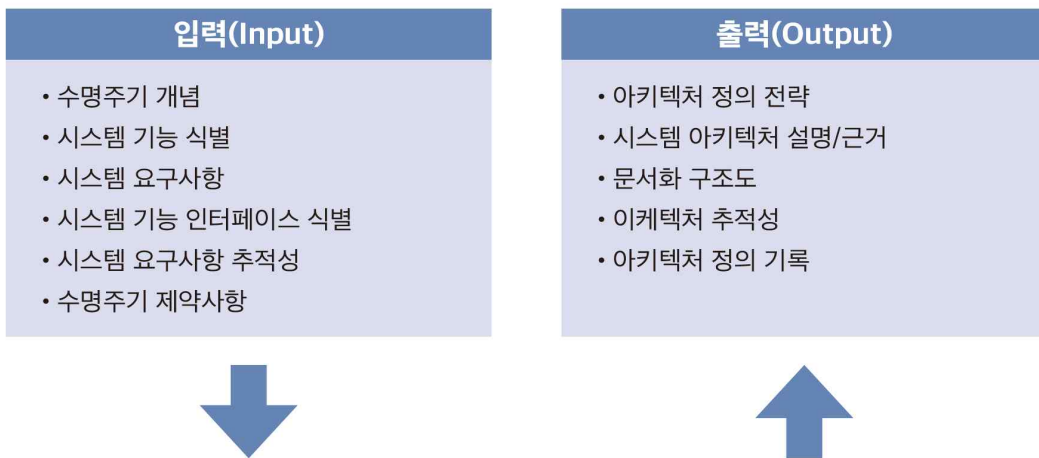 입력(Input)
• 수명주기 개념
• 시스템 기능 식별
• 시스템 요구사항
• 시스템 기능 인터페이스 식별
• 시스템 요구사항 추적성
• 수명주기 제약사항
출력(Output)
• 아키텍처 정의 전략
• 시스템 아키텍처 설명/근거
• 문서화 구조도
• 이케텍처 추적성
• 아키텍처 정의 기록